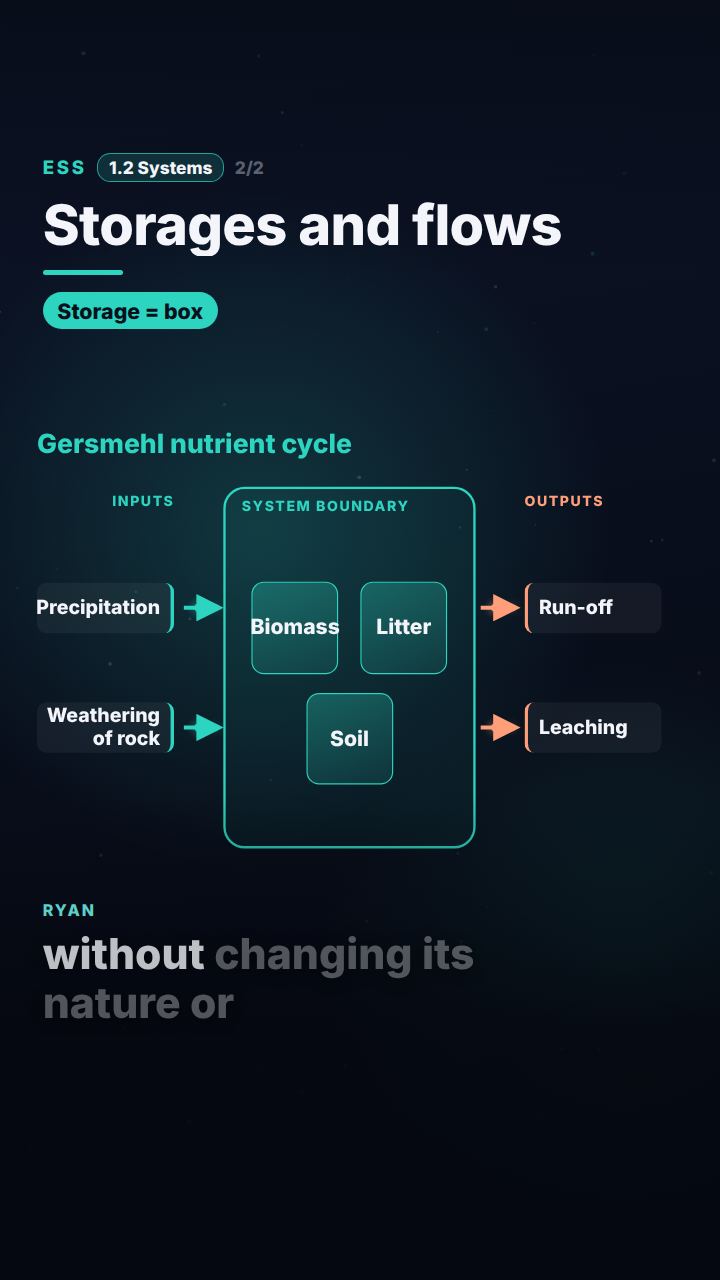 ESS 1.2 Systems 2/2
Storages and flows
Storage = box
Gersmehl nutrient cycle
INPUTS
SYSTEM BOUNDARY
OUTPUTS
Precipitation
Biomass
Litter
Run-off
Weathering
of rock
Soil
Leaching
RYAN
without changing its
nature or